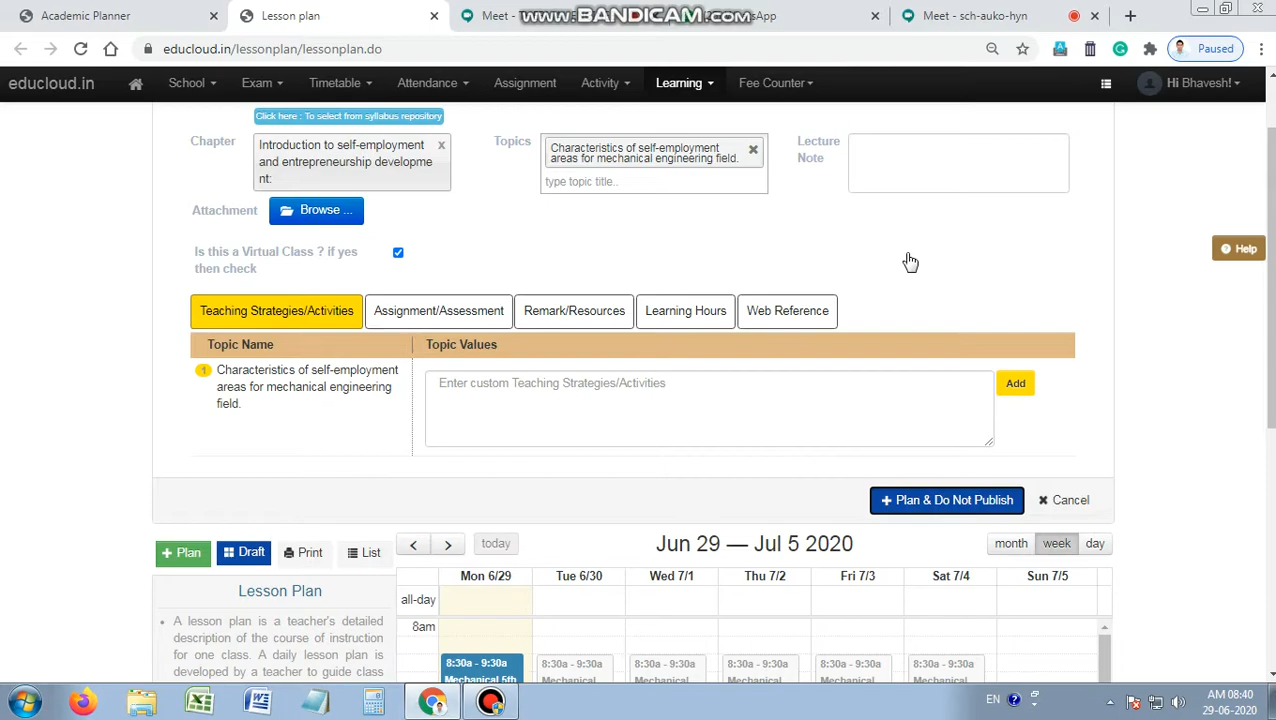 Academic Planner
Lesson plan
Meet -
www.BANDICAM.com
App
Meet - sch-auko-hyn
educloud.in/lessonplan/lessonplan.do
Paused
educloud.in
School
Exam
Timetable
Attendance
Assignment
Activity
Learning
Fee Counter
Hi Bhavesh!
Click here : To select from syllabus repository
Chapter
Introduction to self-employment
and entrepreneurship developme
nt:
x
Topics
Characteristics of self-employment
areas for mechanical engineering field.
type topic title..
Lecture
Note
Attachment
Browse ...
Is this a Virtual Class ? if yes
then check
Help
Teaching Strategies/Activities
Assignment/Assessment
Remark/Resources
Learning Hours
Web Reference
Topic Name
Topic Values
1
Characteristics of self-employment
areas for mechanical engineering
field.
Enter custom Teaching Strategies/Activities
Add
+ Plan & Do Not Publish
✖ Cancel
+ Plan
Draft
Print
List
<
>
today
Jun 29 — Jul 5 2020
month
week
day
Mon 6/29
Tue 6/30
Wed 7/1
Thu 7/2
Fri 7/3
Sat 7/4
Sun 7/5
all-day
8am
Lesson Plan
• A lesson plan is a teacher's detailed
description of the course of instruction
for one class. A daily lesson plan is
developed by a teacher to guide class
8:30a - 9:30a
Mechanical 5th
8:30a - 9:30a
Mechanical
8:30a - 9:30a
Mechanical
8:30a - 9:30a
Mechanical
8:30a - 9:30a
Mechanical
8:30a - 9:30a
Mechanical
EN
AM 08:40
29-06-2020